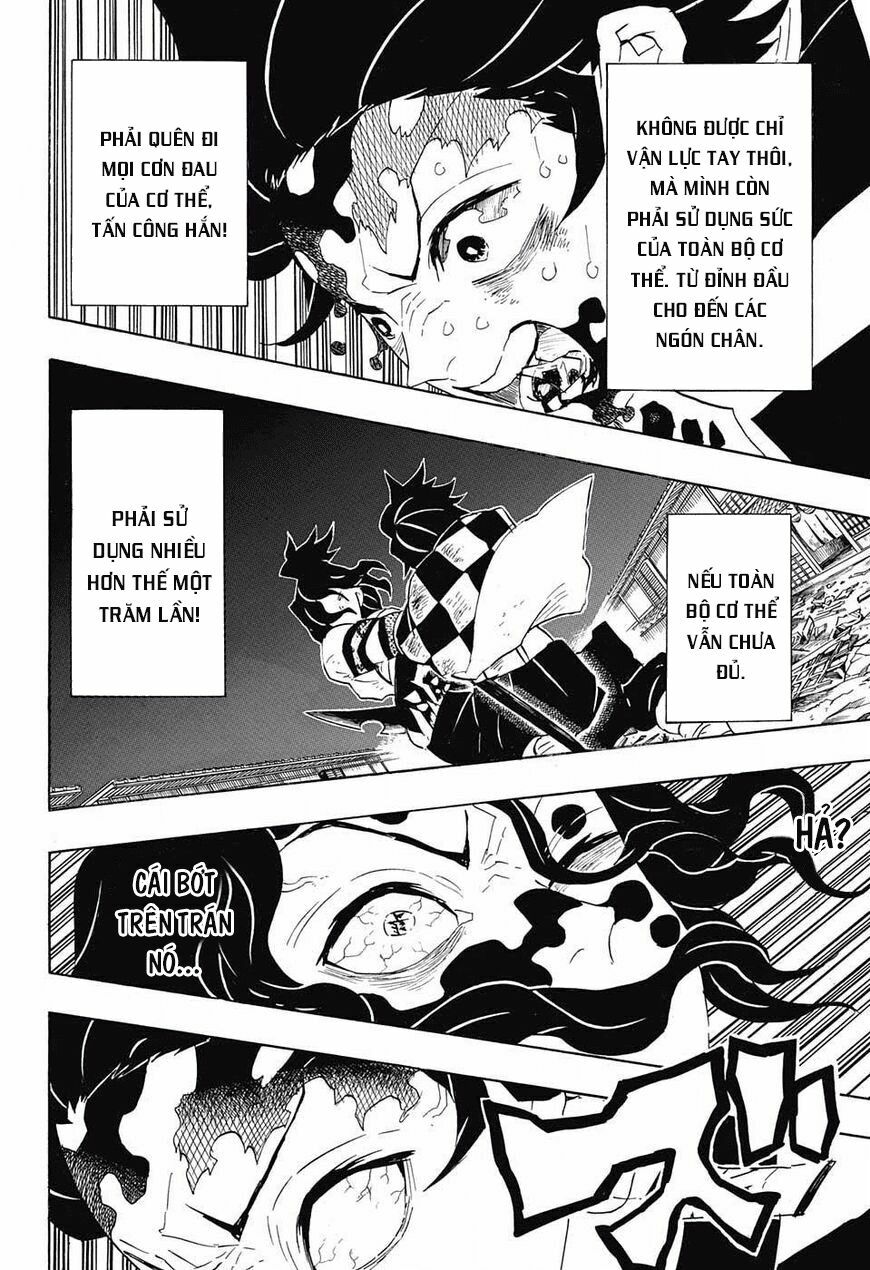 KHÔNG ĐƯỢC CHỈ
VẬN LỰC TAY THÔI,
MÀ MÌNH CÒN
PHẢI SỬ DỤNG SỨC
CỦA TOÀN BỘ CƠ
THỂ. TỪ ĐỈNH ĐẦU
CHO ĐẾN CÁC
NGÓN CHÂN.
PHẢI QUÊN ĐI
MỌI CƠN ĐAU
CỦA CƠ THỂ,
TẤN CÔNG HẮN!
NẾU TOÀN
BỘ CƠ THỂ
VẪN CHƯA
ĐỦ.
PHẢI SỬ
DỤNG NHIỀU
HƠN THẾ MỘT
TRĂM LẦN!
HẢ?
CÁI BỚT
TRÊN TRÁN
NÓ...